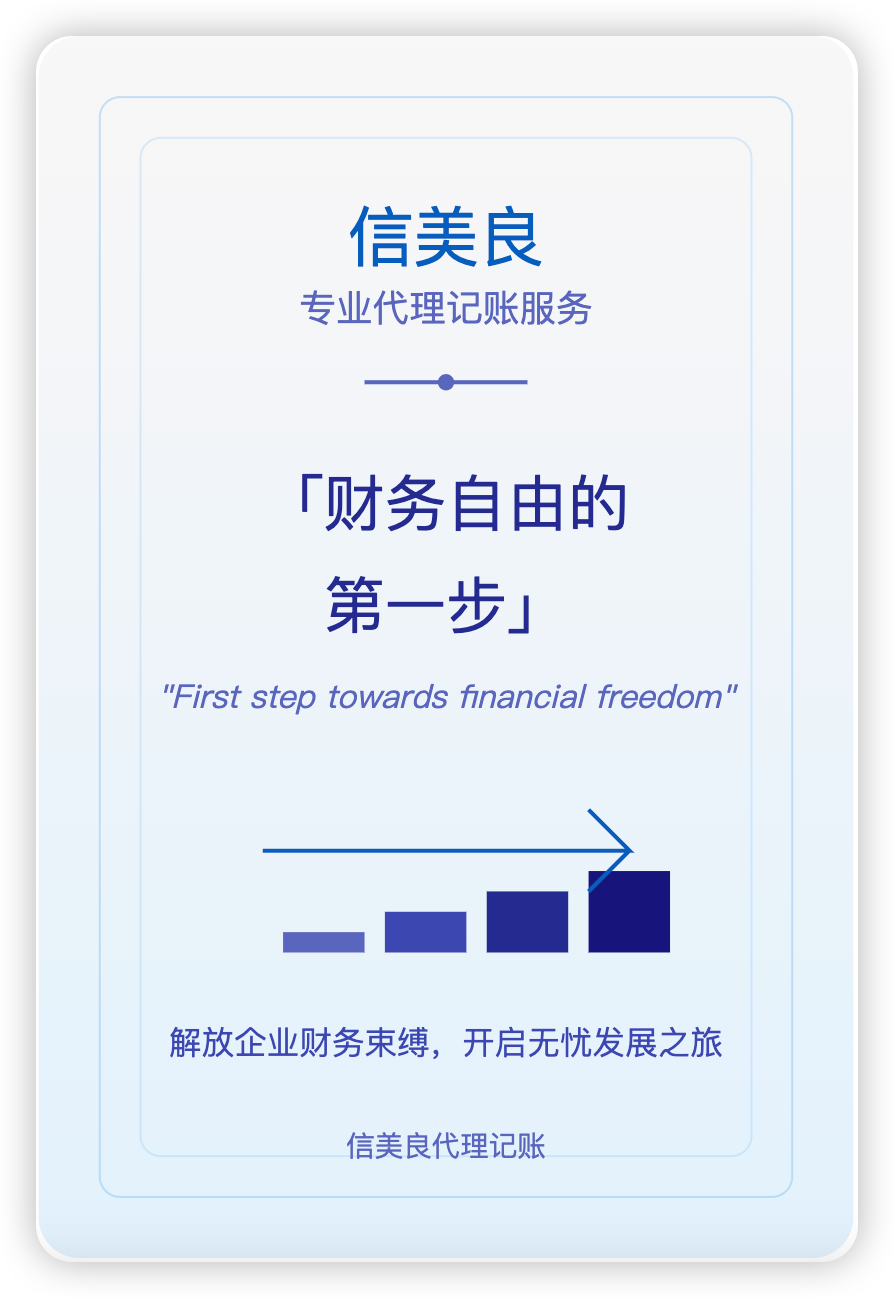 信美良
专业代理记账服务
「财务自由的
第一步」
"First step towards financial freedom"
解放企业财务束缚，开启无忧发展之旅
信美良代理记账